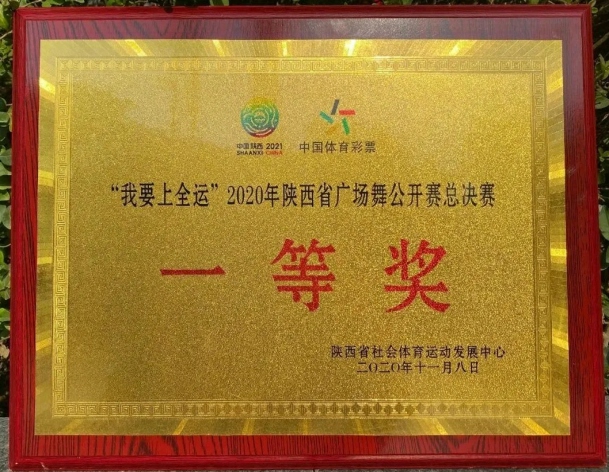 中国陕西 2021
SHAANXI·CHINA
中国体育彩票
“我要上全运”2020年陕西省广场舞公开赛总决赛
一等奖
陕西省社会体育运动发展中心
二〇二〇年十一月八日